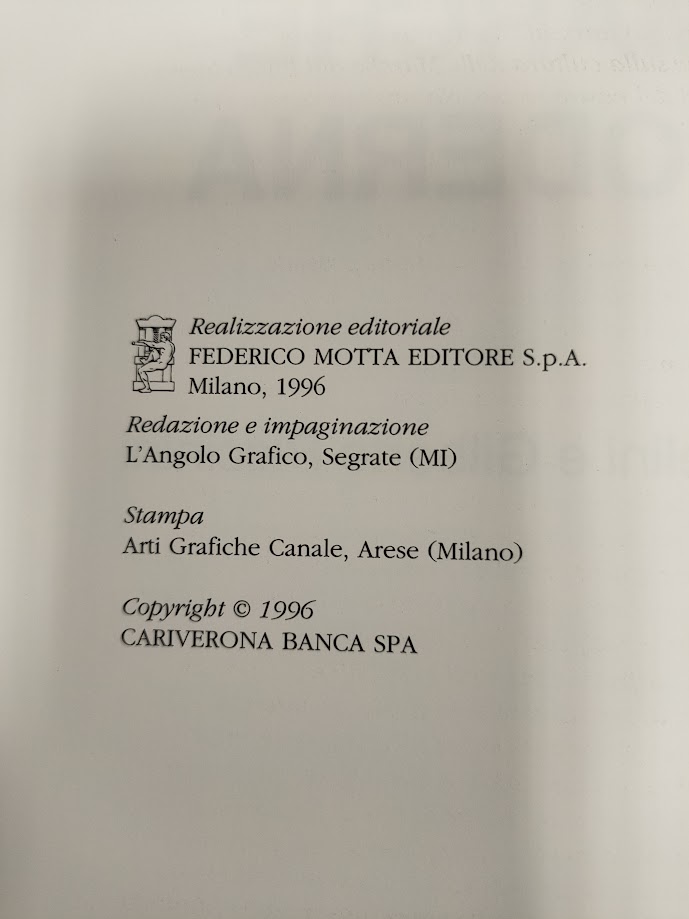 Realizzazione editoriale
FEDERICO MOTTA EDITORE S.p.A.
Milano, 1996
Redazione e impaginazione
L'Angolo Grafico, Segrate (MI)
Stampa
Arti Grafiche Canale, Arese (Milano)
Copyright © 1996
CARIVERONA BANCA SPA